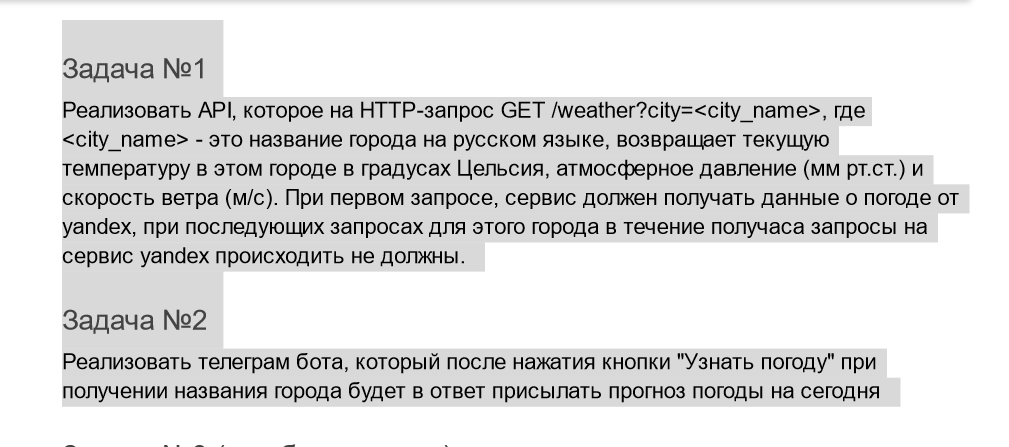 Задача №1
Реализовать API, которое на HTTP-запрос GET /weather?city=<city_name>, где
<city_name> - это название города на русском языке, возвращает текущую
температуру в этом городе в градусах Цельсия, атмосферное давление (мм рт.ст.) и
скорость ветра (м/с). При первом запросе, сервис должен получать данные о погоде от
yandex, при последующих запросах для этого города в течение получаса запросы на
сервис yandex происходить не должны.
Задача №2
Реализовать телеграм бота, который после нажатия кнопки "Узнать погоду" при
получении названия города будет в ответ присылать прогноз погоды на сегодня